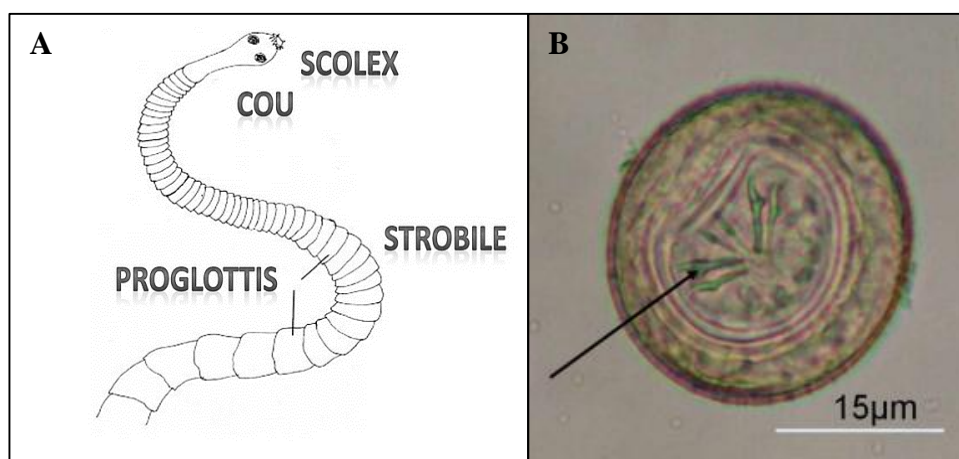 A
SCOLEX
COU
STROBILE
PROGLOTTIS
B
15µm